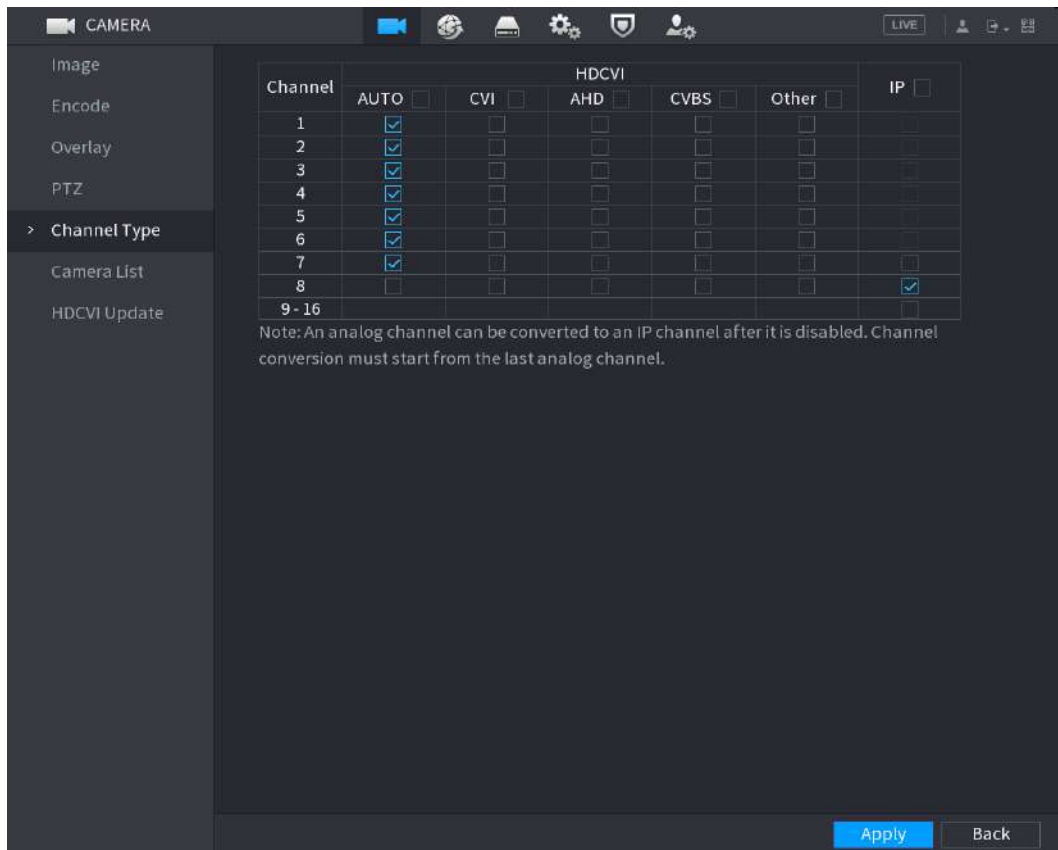 CAMERA
LIVE
Image
Encode
Overlay
PTZ
> Channel Type
Camera List
HDCVI Update
Channel HDCVI IP
AUTO CVI AHD CVBS Other
1
2
3
4
5
6
7
8
9 - 16
Note: An analog channel can be converted to an IP channel after it is disabled. Channel
conversion must start from the last analog channel.
Apply Back